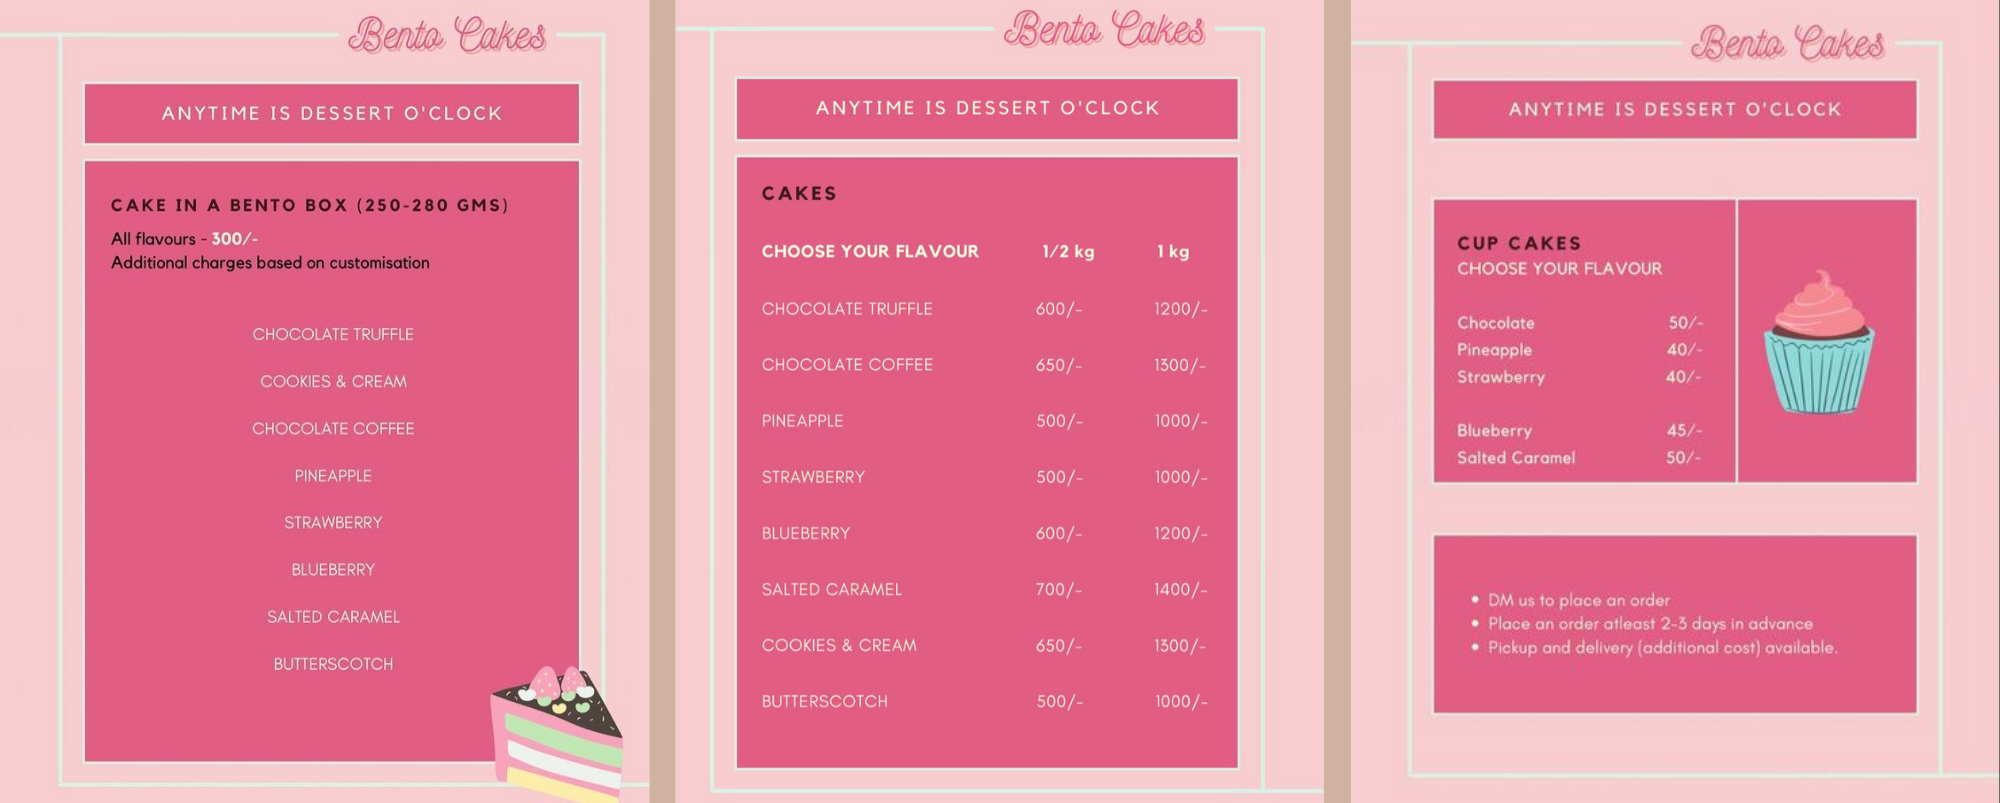 Bento Cakes
ANYTIME IS DESSERT O'CLOCK
CAKE IN A BENTO BOX (250-280 GMS)
All flavours - 300/-
Additional charges based on customisation
CHOCOLATE TRUFFLE
COOKIES & CREAM
CHOCOLATE COFFEE
PINEAPPLE
STRAWBERRY
BLUEBERRY
SALTED CARAMEL
BUTTERSCOTCH
Bento Cakes
ANYTIME IS DESSERT O'CLOCK
CAKES
CHOOSE YOUR FLAVOUR 1/2 kg 1 kg
CHOCOLATE TRUFFLE 600/- 1200/-
CHOCOLATE COFFEE 650/- 1300/-
PINEAPPLE 500/- 1000/-
STRAWBERRY 500/- 1000/-
BLUEBERRY 600/- 1200/-
SALTED CARAMEL 700/- 1400/-
COOKIES & CREAM 650/- 1300/-
BUTTERSCOTCH 500/- 1000/-
Bento Cakes
ANYTIME IS DESSERT O'CLOCK
CUP CAKES
CHOOSE YOUR FLAVOUR
Chocolate 50/-
Pineapple 40/-
Strawberry 40/-
Blueberry 45/-
Salted Caramel 50/-
• DM us to place an order
• Place an order atleast 2-3 days in advance
• Pickup and delivery (additional cost) available.